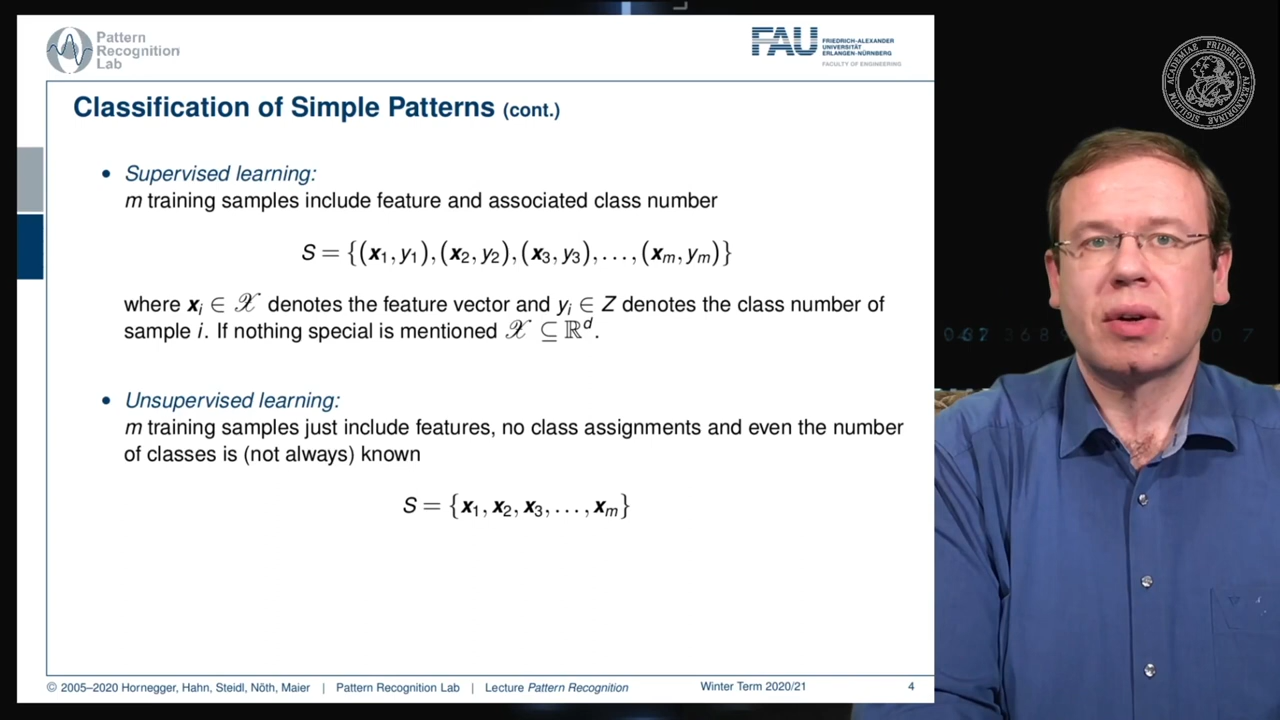 Pattern
Recognition
Lab
FAU
FRIEDRICH-ALEXANDER
UNIVERSITÄT
ERLANGEN-NÜRNBERG
FACULTY OF ENGINEERING
Classification of Simple Patterns (cont.)
• Supervised learning:
m training samples include feature and associated class number
S = {(x₁, y₁), (x₂, y₂), (x₃, y₃), ..., (xₘ, yₘ)}
where xᵢ ∈ 𝒳 denotes the feature vector and yᵢ ∈ Z denotes the class number of
sample i. If nothing special is mentioned 𝒳 ⊆ ℝᵈ.
• Unsupervised learning:
m training samples just include features, no class assignments and even the number
of classes is (not always) known
S = {x₁, x₂, x₃, ..., xₘ}
© 2005–2020 Hornegger, Hahn, Steidl, Nöth, Maier | Pattern Recognition Lab | Lecture Pattern Recognition Winter Term 2020/21 4